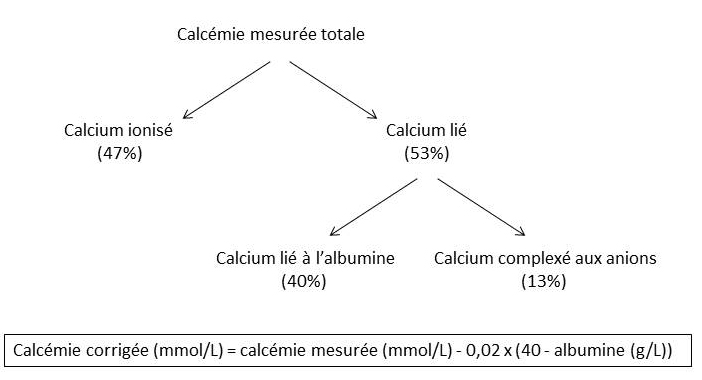 Calcémie mesurée totale
Calcium ionisé
(47%)
Calcium lié
(53%)
Calcium lié à l’albumine
(40%)
Calcium complexé aux anions
(13%)
Calcémie corrigée (mmol/L) = calcémie mesurée (mmol/L) - 0,02 x (40 - albumine (g/L))